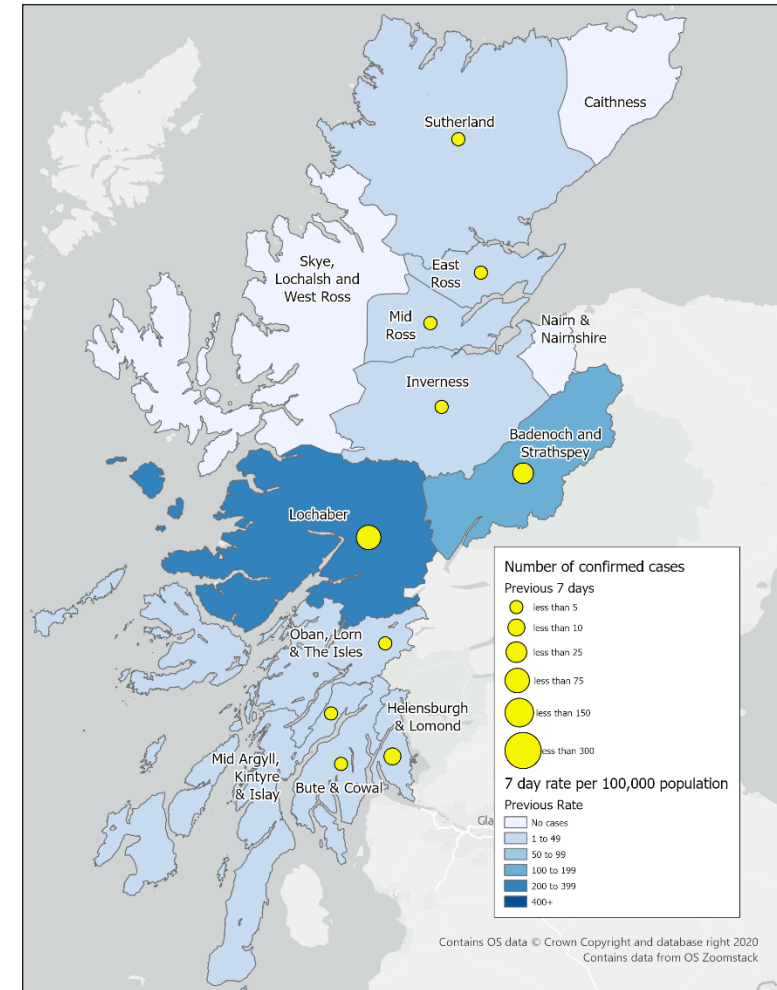 Caithness
Sutherland
Skye,
Lochalsh and
West Ross
East
Ross
Mid
Ross
Nairn &
Nairnshire
Inverness
Badenoch and
Strathspey
Lochaber
Oban, Lorn
& The Isles
Helensburgh
& Lomond
Mid Argyll,
Kintyre
& Islay
Bute & Cowal
Gla
Number of confirmed cases
Previous 7 days
less than 5
less than 10
less than 25
less than 75
less than 150
less than 300
7 day rate per 100,000 population
Previous Rate
No cases
1 to 49
50 to 99
100 to 199
200 to 399
400+
Contains OS data © Crown Copyright and database right 2020
Contains data from OS Zoomstack